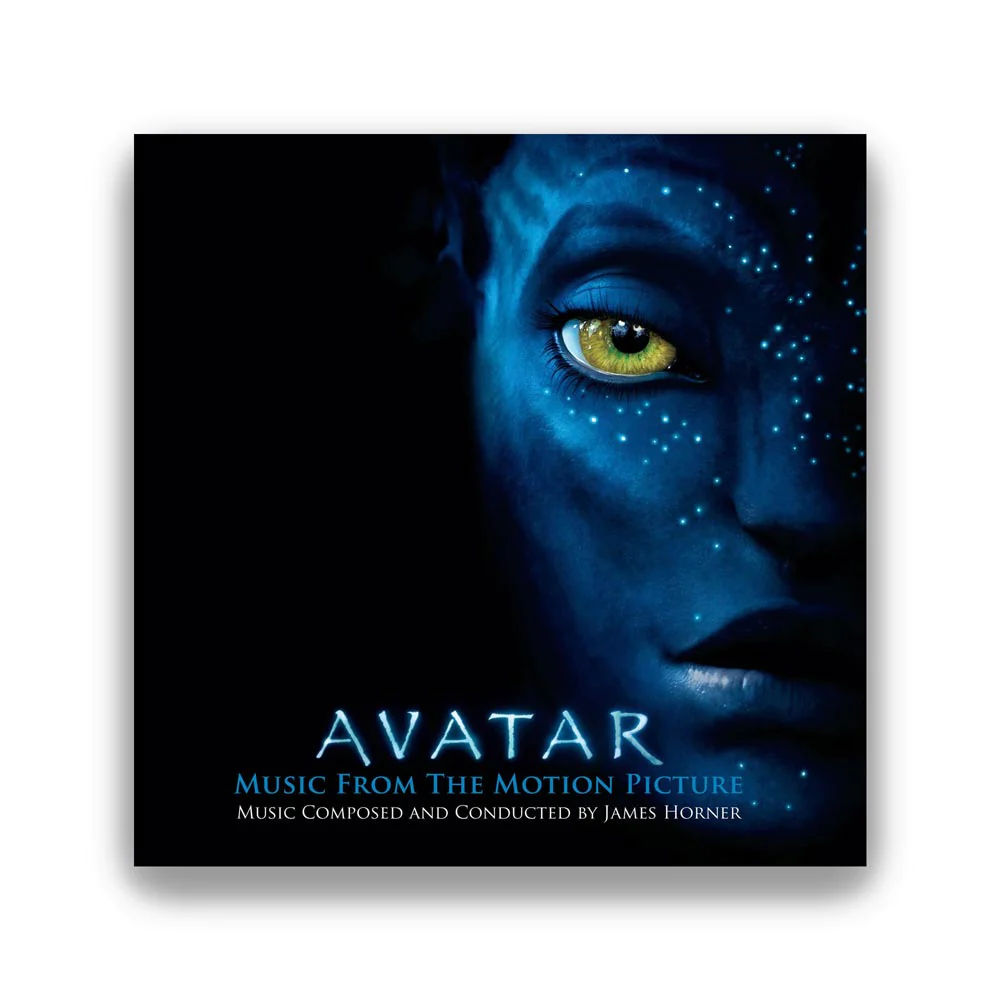 AVATAR
MUSIC FROM THE MOTION PICTURE
MUSIC COMPOSED AND CONDUCTED BY JAMES HORNER